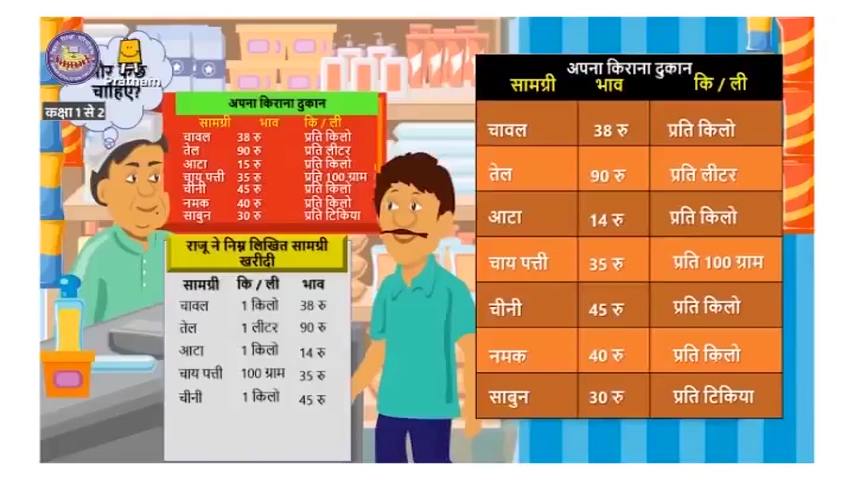 चाहिए?
Pratham
कक्षा 1 से 2
अपना किराना दुकान
सामग्री भाव कि / ली
चावल 38 रु प्रति किलो
तेल 90 रु प्रति लीटर
आटा 15 रु प्रति किलो
चाय पत्ती 35 रु प्रति 100 ग्राम
चीनी 45 रु प्रति किलो
नमक 40 रु प्रति किलो
साबुन 30 रु प्रति टिकिया
राजू ने निम्न लिखित सामग्री
खरीदी
सामग्री कि / ली भाव
चावल 1 किलो 38 रु
तेल 1 लीटर 90 रु
आटा 1 किलो 14 रु
चाय पत्ती 100 ग्राम 35 रु
चीनी 1 किलो 45 रु
अपना किराना दुकान
सामग्री भाव कि / ली
चावल 38 रु प्रति किलो
तेल 90 रु प्रति लीटर
आटा 14 रु प्रति किलो
चाय पत्ती 35 रु प्रति 100 ग्राम
चीनी 45 रु प्रति किलो
नमक 40 रु प्रति किलो
साबुन 30 रु प्रति टिकिया